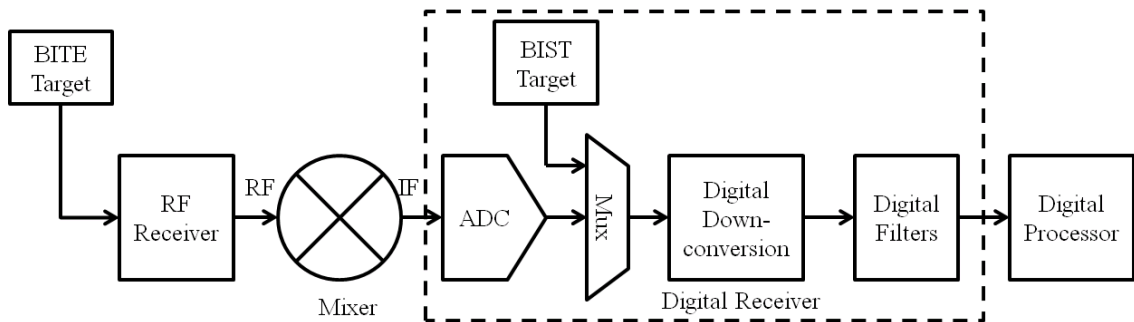 BITE
Target
BIST
Target
RF
Receiver
RF
Mixer
IF
ADC
Mux
Digital
Down-
conversion
Digital
Filters
Digital Receiver
Digital
Processor